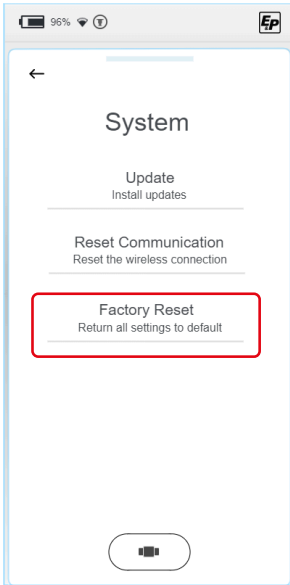 96%
T
EP
System
Update
Install updates
Reset Communication
Reset the wireless connection
Factory Reset
Return all settings to default